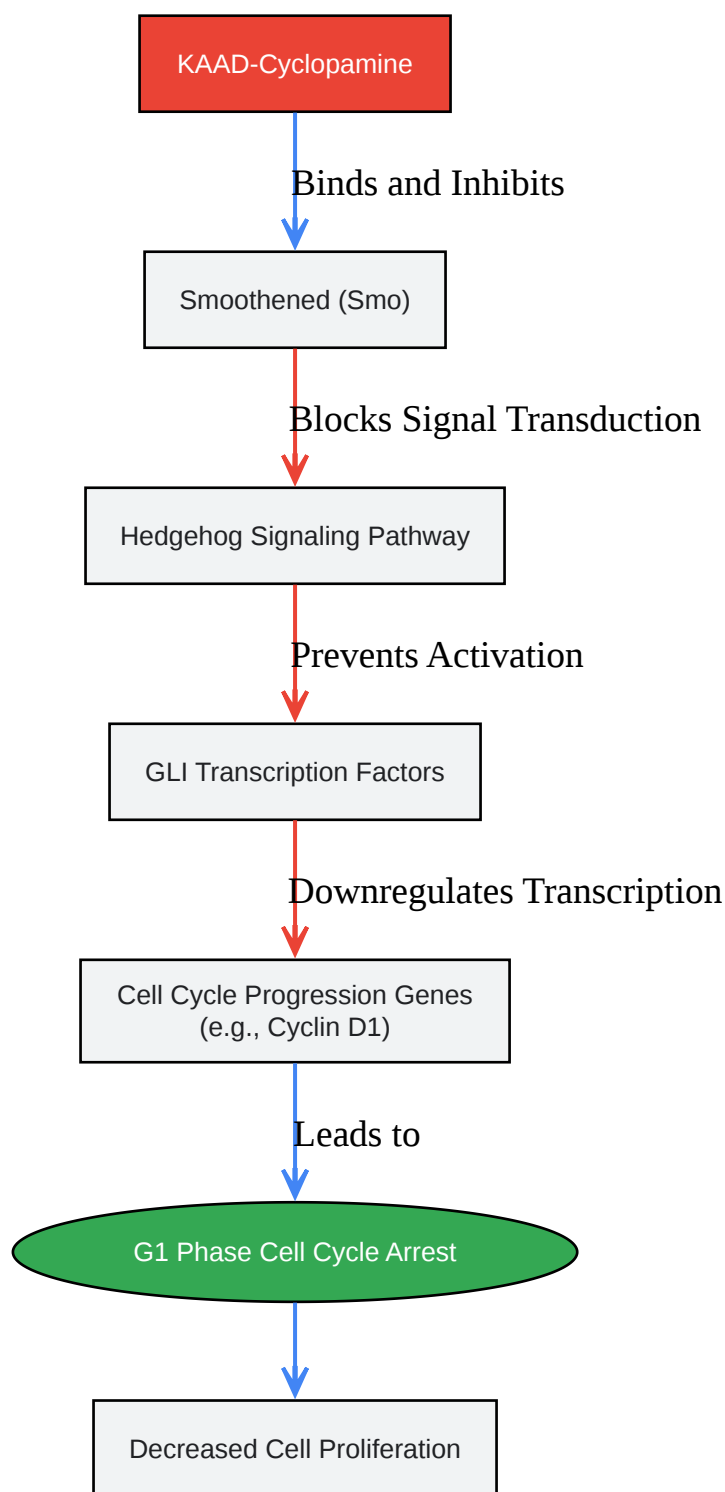 KAAD-Cyclopamine
Binds and Inhibits
Smoothened (Smo)
Blocks Signal Transduction
Hedgehog Signaling Pathway
Prevents Activation
GLI Transcription Factors
Downregulates Transcription
Cell Cycle Progression Genes
(e.g., Cyclin D1)
Leads to
G1 Phase Cell Cycle Arrest
Decreased Cell Proliferation